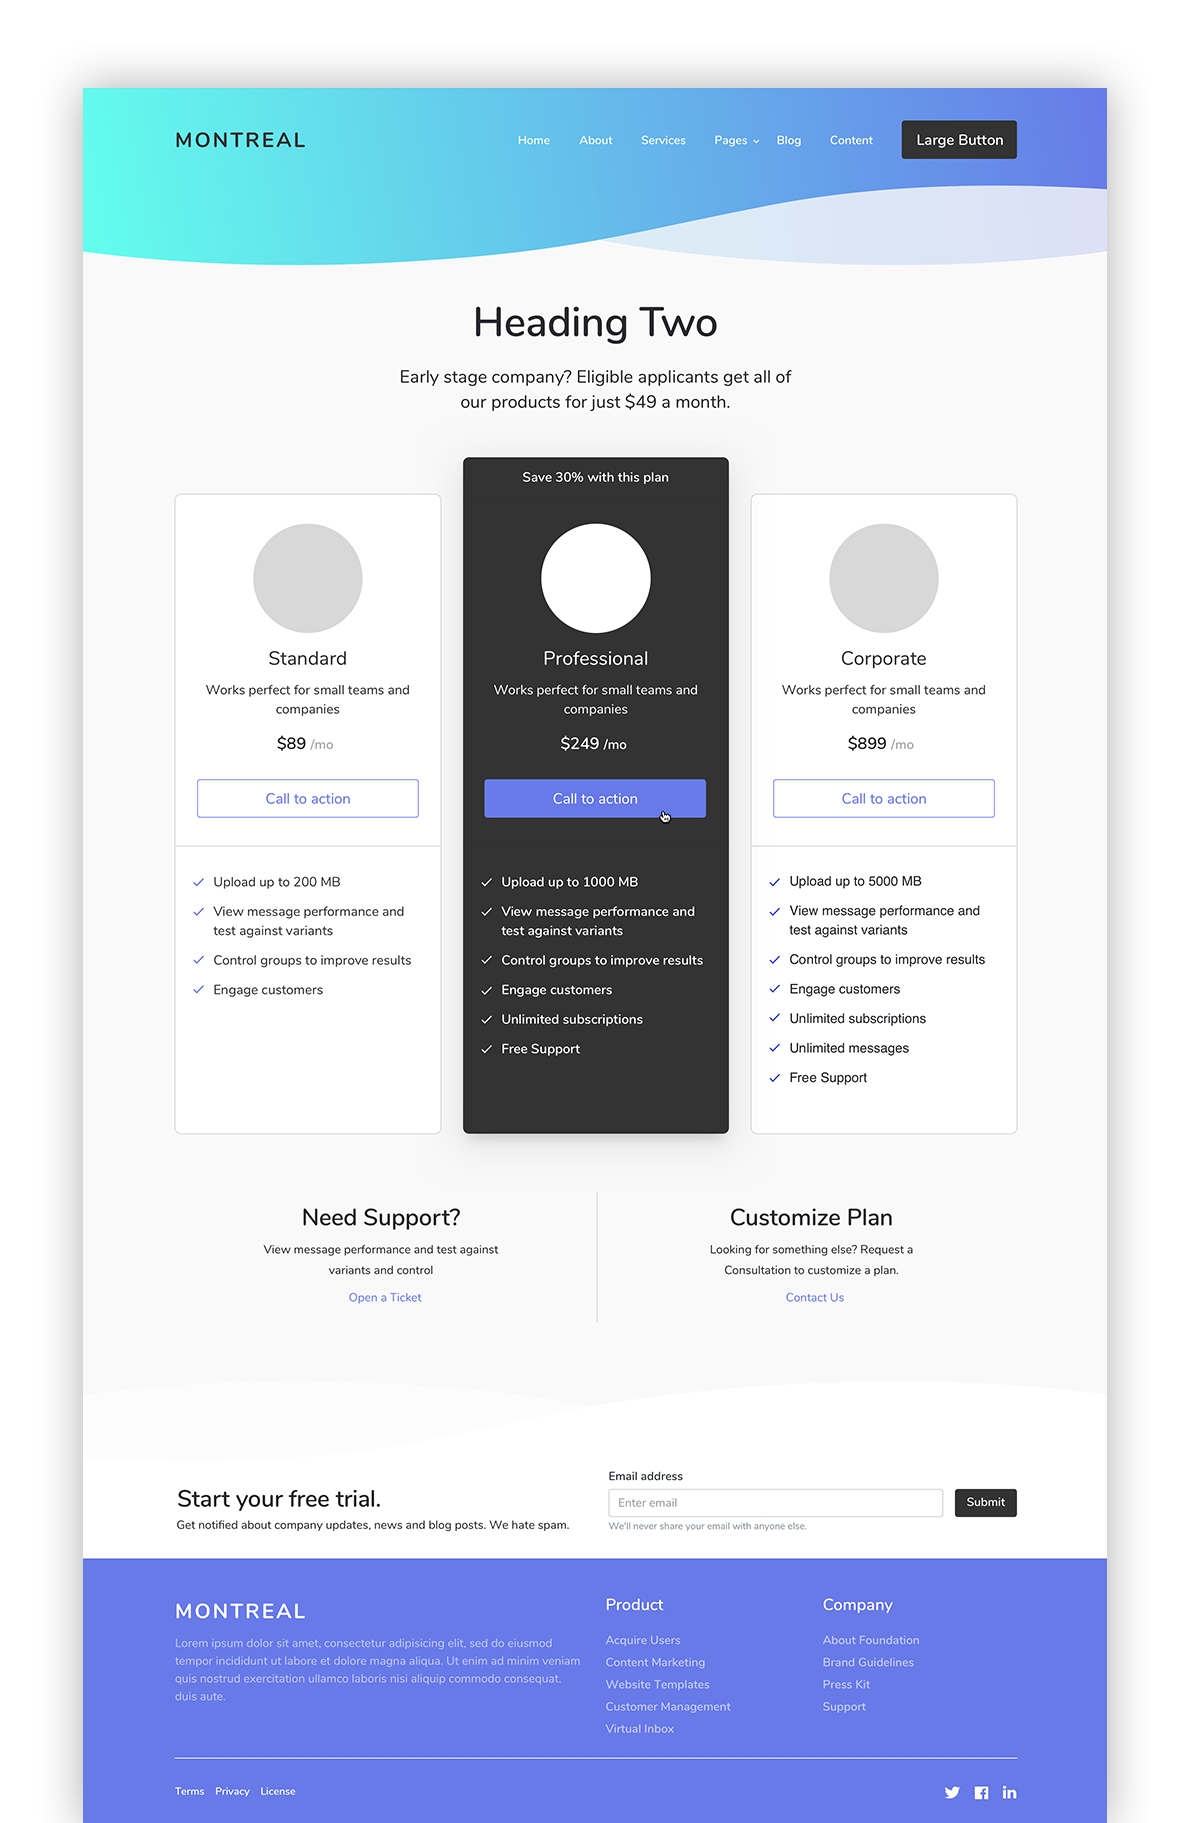 MONTREAL
Home About Services Pages Blog Content Large Button
Heading Two
Early stage company? Eligible applicants get all of
our products for just $49 a month.
Standard
Works perfect for small teams and
companies
$89 /mo
Call to action
Upload up to 200 MB
View message performance and
test against variants
Control groups to improve results
Engage customers
Save 30% with this plan
Professional
Works perfect for small teams and
companies
$249 /mo
Call to action
Upload up to 1000 MB
View message performance and
test against variants
Control groups to improve results
Engage customers
Unlimited subscriptions
Free Support
Corporate
Works perfect for small teams and
companies
$899 /mo
Call to action
Upload up to 5000 MB
View message performance and
test against variants
Control groups to improve results
Engage customers
Unlimited subscriptions
Unlimited messages
Free Support
Need Support?
View message performance and test against
variants and control
Open a Ticket
Customize Plan
Looking for something else? Request a
Consultation to customize a plan.
Contact Us
Start your free trial.
Get notified about company updates, news and blog posts. We hate spam.
Email address
Enter email
Submit
We'll never share your email with anyone else.
MONTREAL
Lorem ipsum dolor sit amet, consectetur adipisicing elit, sed do eiusmod
tempor incididunt ut labore et dolore magna aliqua. Ut enim ad minim veniam
quis nostrud exercitation ullamco laboris nisi aliquip commodo consequat.
duis aute.
Product
Acquire Users
Content Marketing
Website Templates
Customer Management
Virtual Inbox
Company
About Foundation
Brand Guidelines
Press Kit
Support
Terms Privacy License